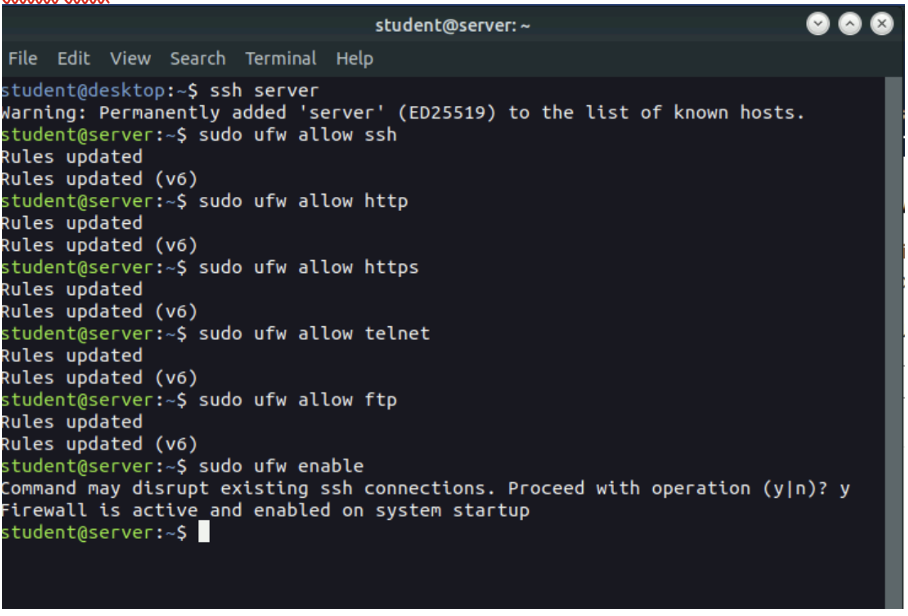 student@server: ~
File Edit View Search Terminal Help
student@desktop:~$ ssh server
Warning: Permanently added 'server' (ED25519) to the list of known hosts.
student@server:~$ sudo ufw allow ssh
Rules updated
Rules updated (v6)
student@server:~$ sudo ufw allow http
Rules updated
Rules updated (v6)
student@server:~$ sudo ufw allow https
Rules updated
Rules updated (v6)
student@server:~$ sudo ufw allow telnet
Rules updated
Rules updated (v6)
student@server:~$ sudo ufw allow ftp
Rules updated
Rules updated (v6)
student@server:~$ sudo ufw enable
Command may disrupt existing ssh connections. Proceed with operation (y|n)? y
Firewall is active and enabled on system startup
student@server:~$